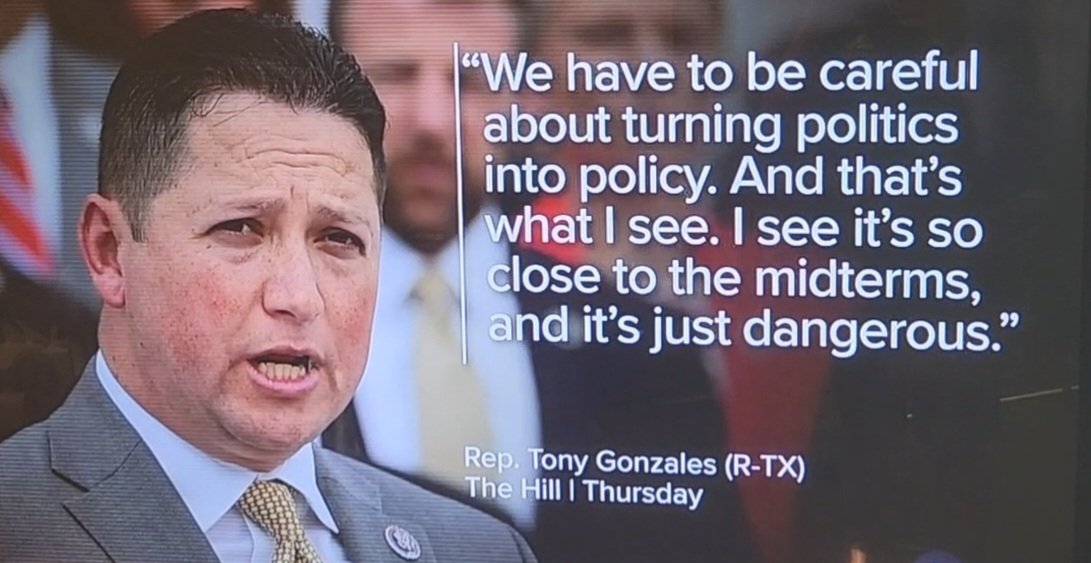 “We have to be careful
about turning politics
into policy. And that’s
what I see. I see it’s so
close to the midterms,
and it’s just dangerous.”
Rep. Tony Gonzales (R-TX)
The Hill | Thursday